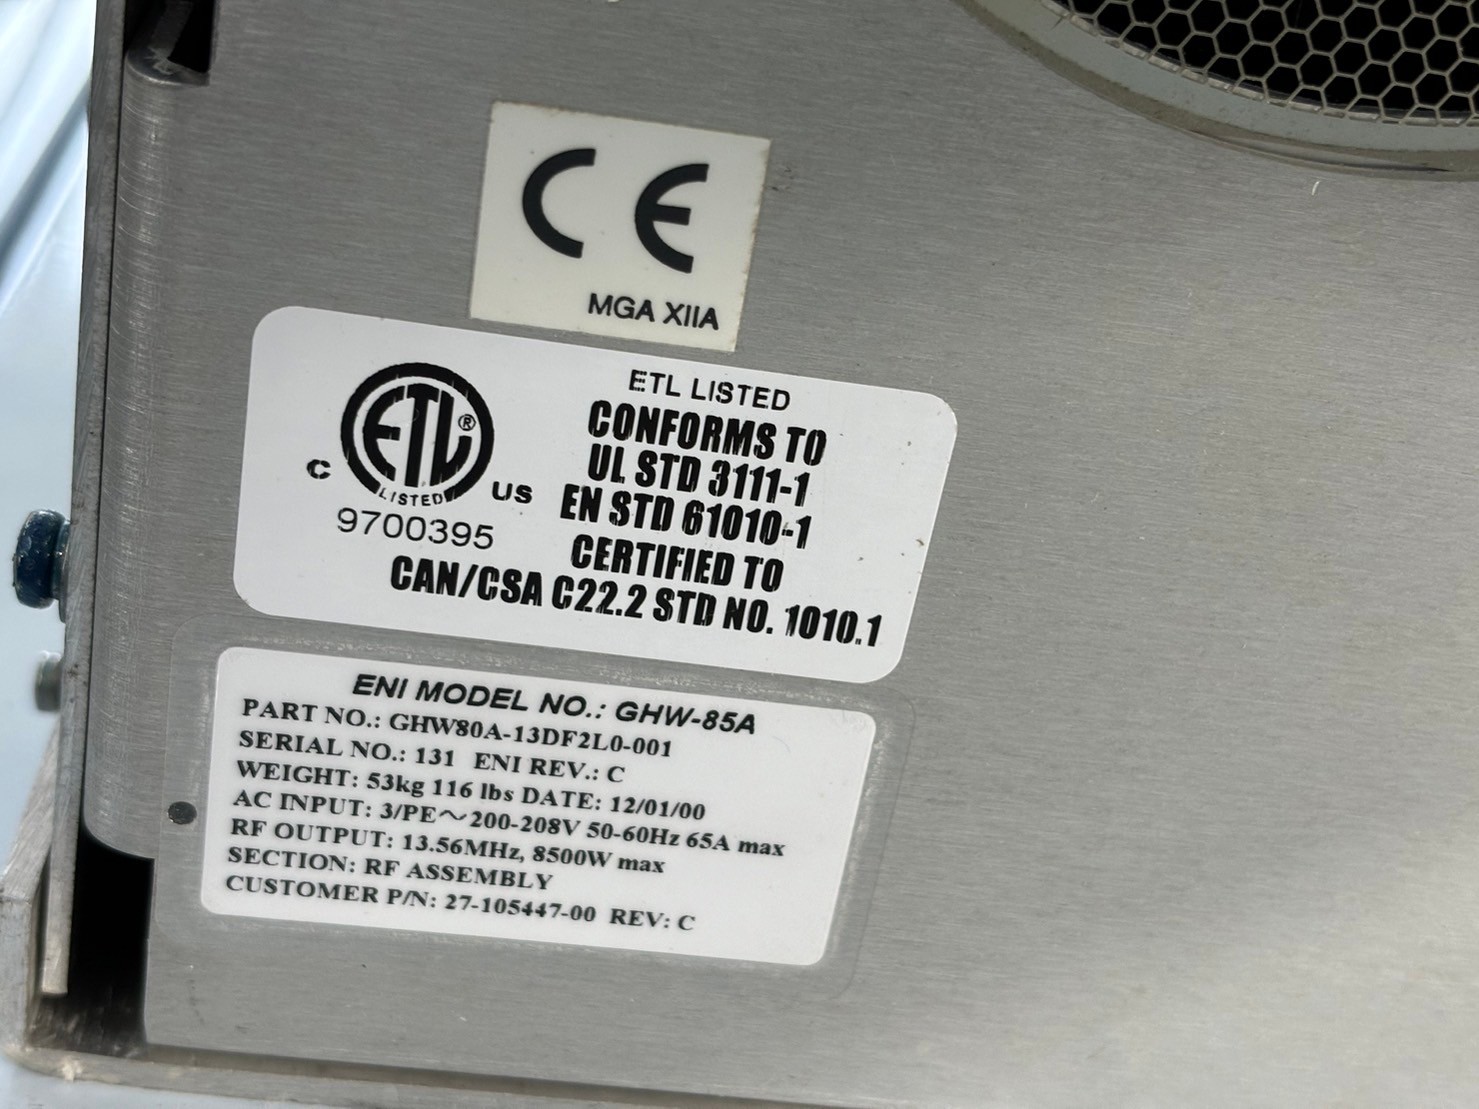 CE
MGA XIIA
ETL LISTED
CONFORMS TO
UL STD 3111-1
EN STD 61010-1
CERTIFIED TO
CAN/CSA C22.2 STD NO. 1010.1
C ETL® US
LISTED
9700395
ENI MODEL NO.: GHW-85A
PART NO.: GHW80A-13DF2L0-001
SERIAL NO.: 131 ENI REV.: C
WEIGHT: 53kg 116 lbs DATE: 12/01/00
AC INPUT: 3/PE～200-208V 50-60Hz 65A max
RF OUTPUT: 13.56MHz, 8500W max
SECTION: RF ASSEMBLY
CUSTOMER P/N: 27-105447-00 REV: C